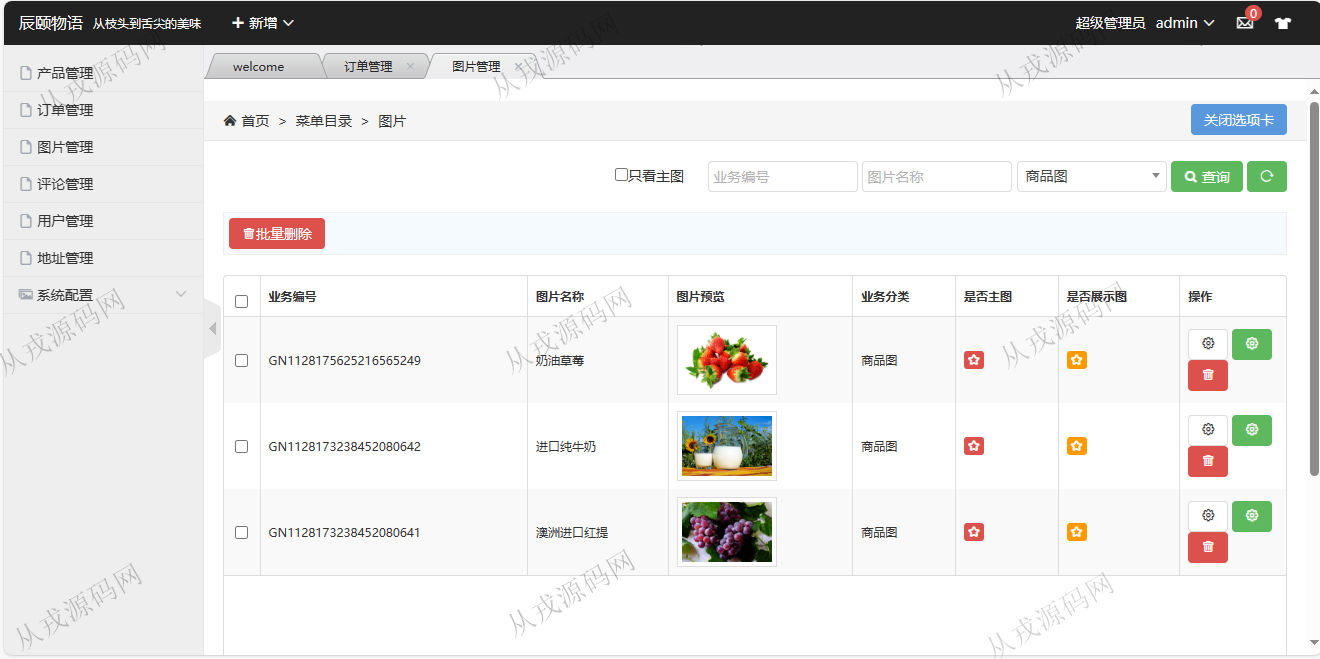 辰颐物语 从枝头到舌尖的美味 新增 超级管理员 admin 0
welcome 订单管理 图片管理
产品管理
订单管理
图片管理
评论管理
用户管理
地址管理
系统配置
首页 > 菜单目录 > 图片 关闭选项卡
只看主图 业务编号 图片名称 商品图 查询
批量删除
业务编号 图片名称 图片预览 业务分类 是否主图 是否展示图 操作
GN1128175625216565249 奶油草莓 商品图
GN1128173238452080642 进口纯牛奶 商品图
GN1128173238452080641 澳洲进口红提 商品图
从戎源码网
从戎源码网
从戎源码网
从戎源码网
从戎源码网
从戎源码网
从戎源码网
从戎源码网
从戎源码网